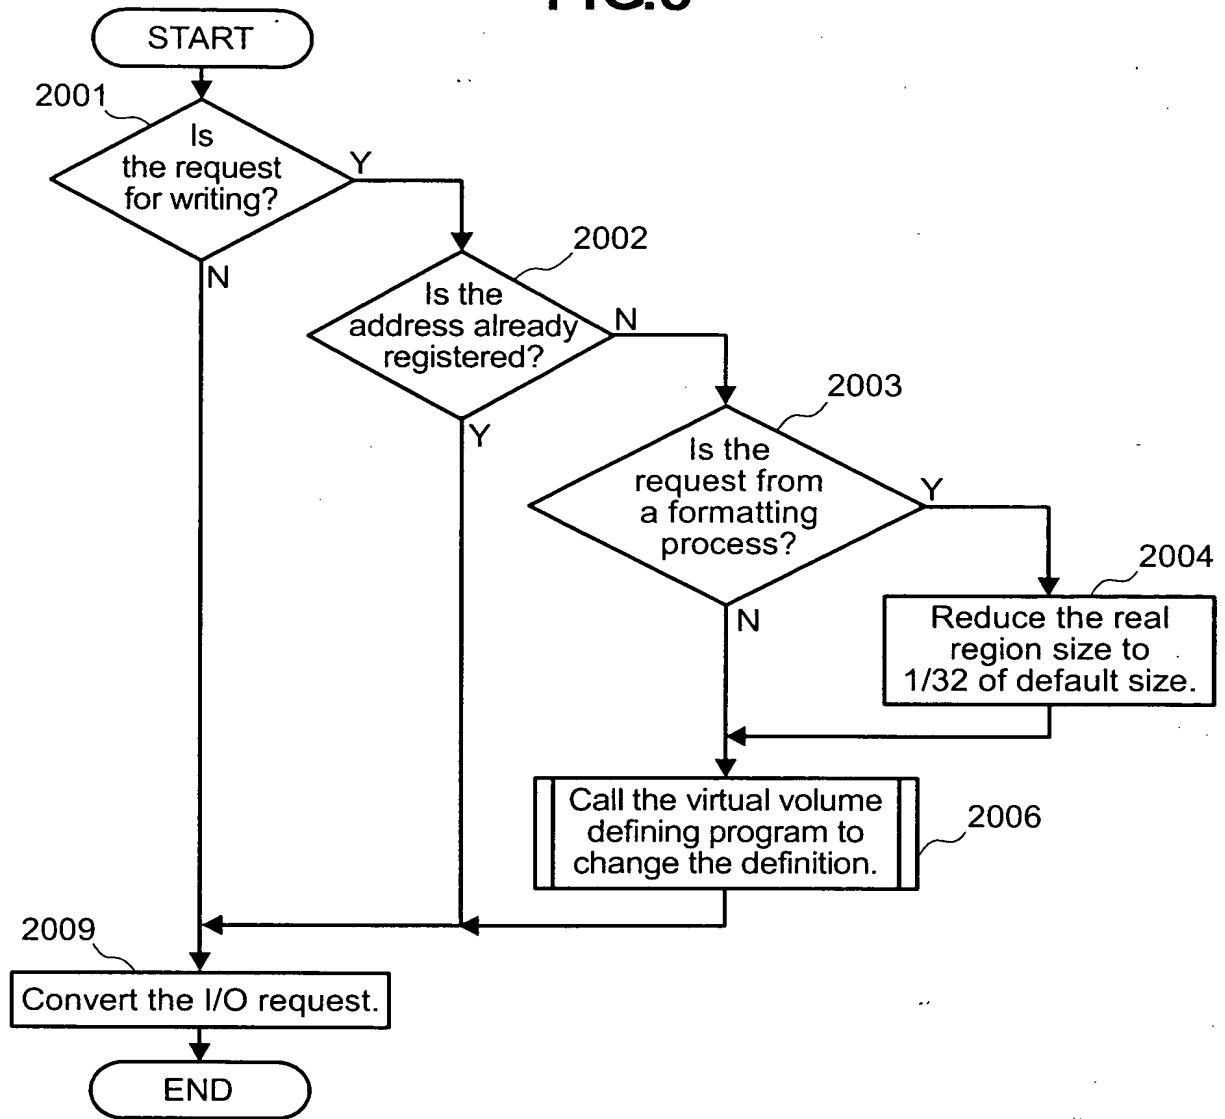 START
2001
Is
the request
for writing?
Y
N
2002
Is the
address already
registered?
N
Y
2003
Is the
request from
a formatting
process?
Y
N
2004
Reduce the real
region size to
1/32 of default size.
Call the virtual volume
defining program to
change the definition.
2006
2009
Convert the I/O request.
END